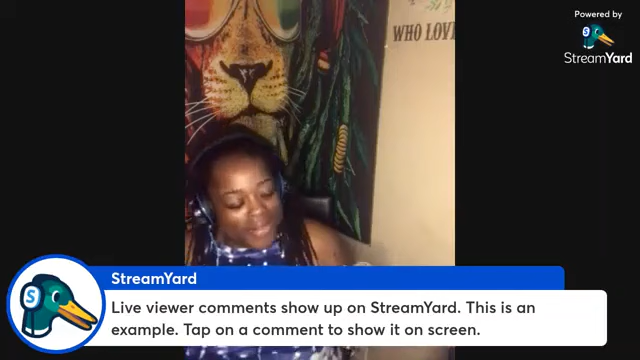 Powered by
StreamYard
WHO LOV
StreamYard
Live viewer comments show up on StreamYard. This is an
example. Tap on a comment to show it on screen.